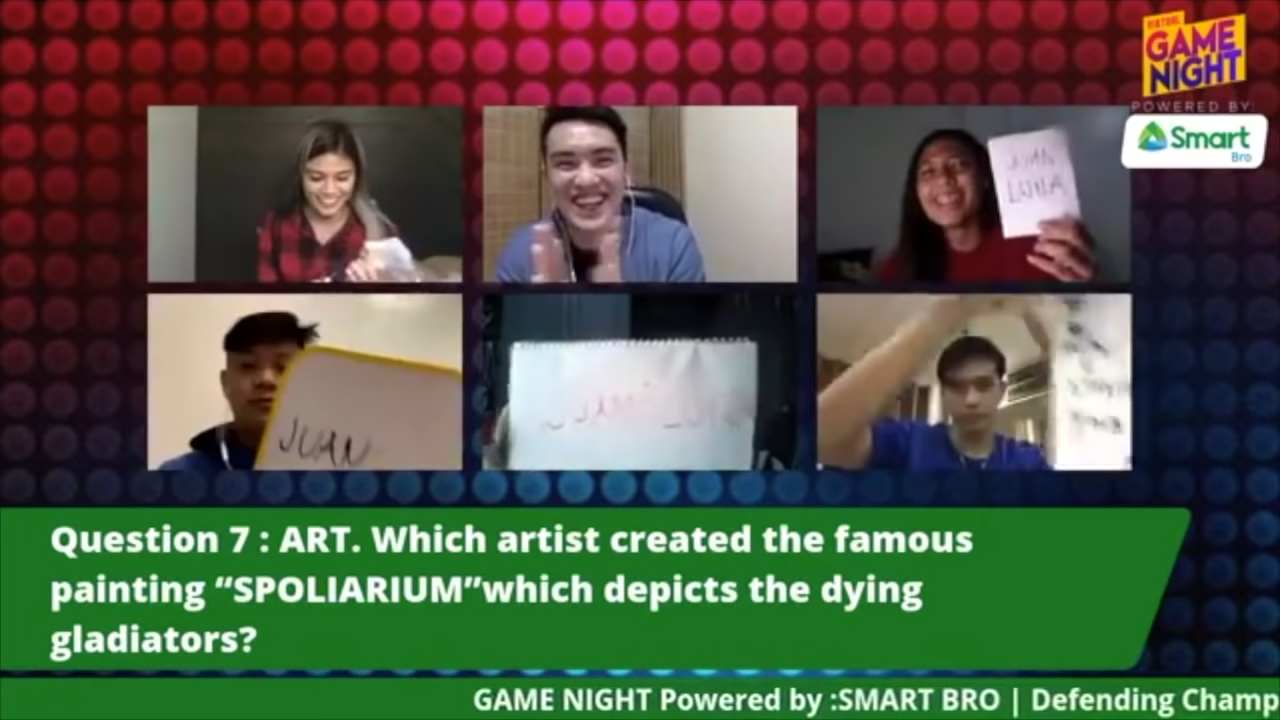 VIRTUAL
GAME
NIGHT
POWERED BY:
Smart
Bro
JUAN
LUNA
JUAN
Question 7 : ART. Which artist created the famous
painting “SPOLIARIUM”which depicts the dying
gladiators?
GAME NIGHT Powered by :SMART BRO | Defending Champ